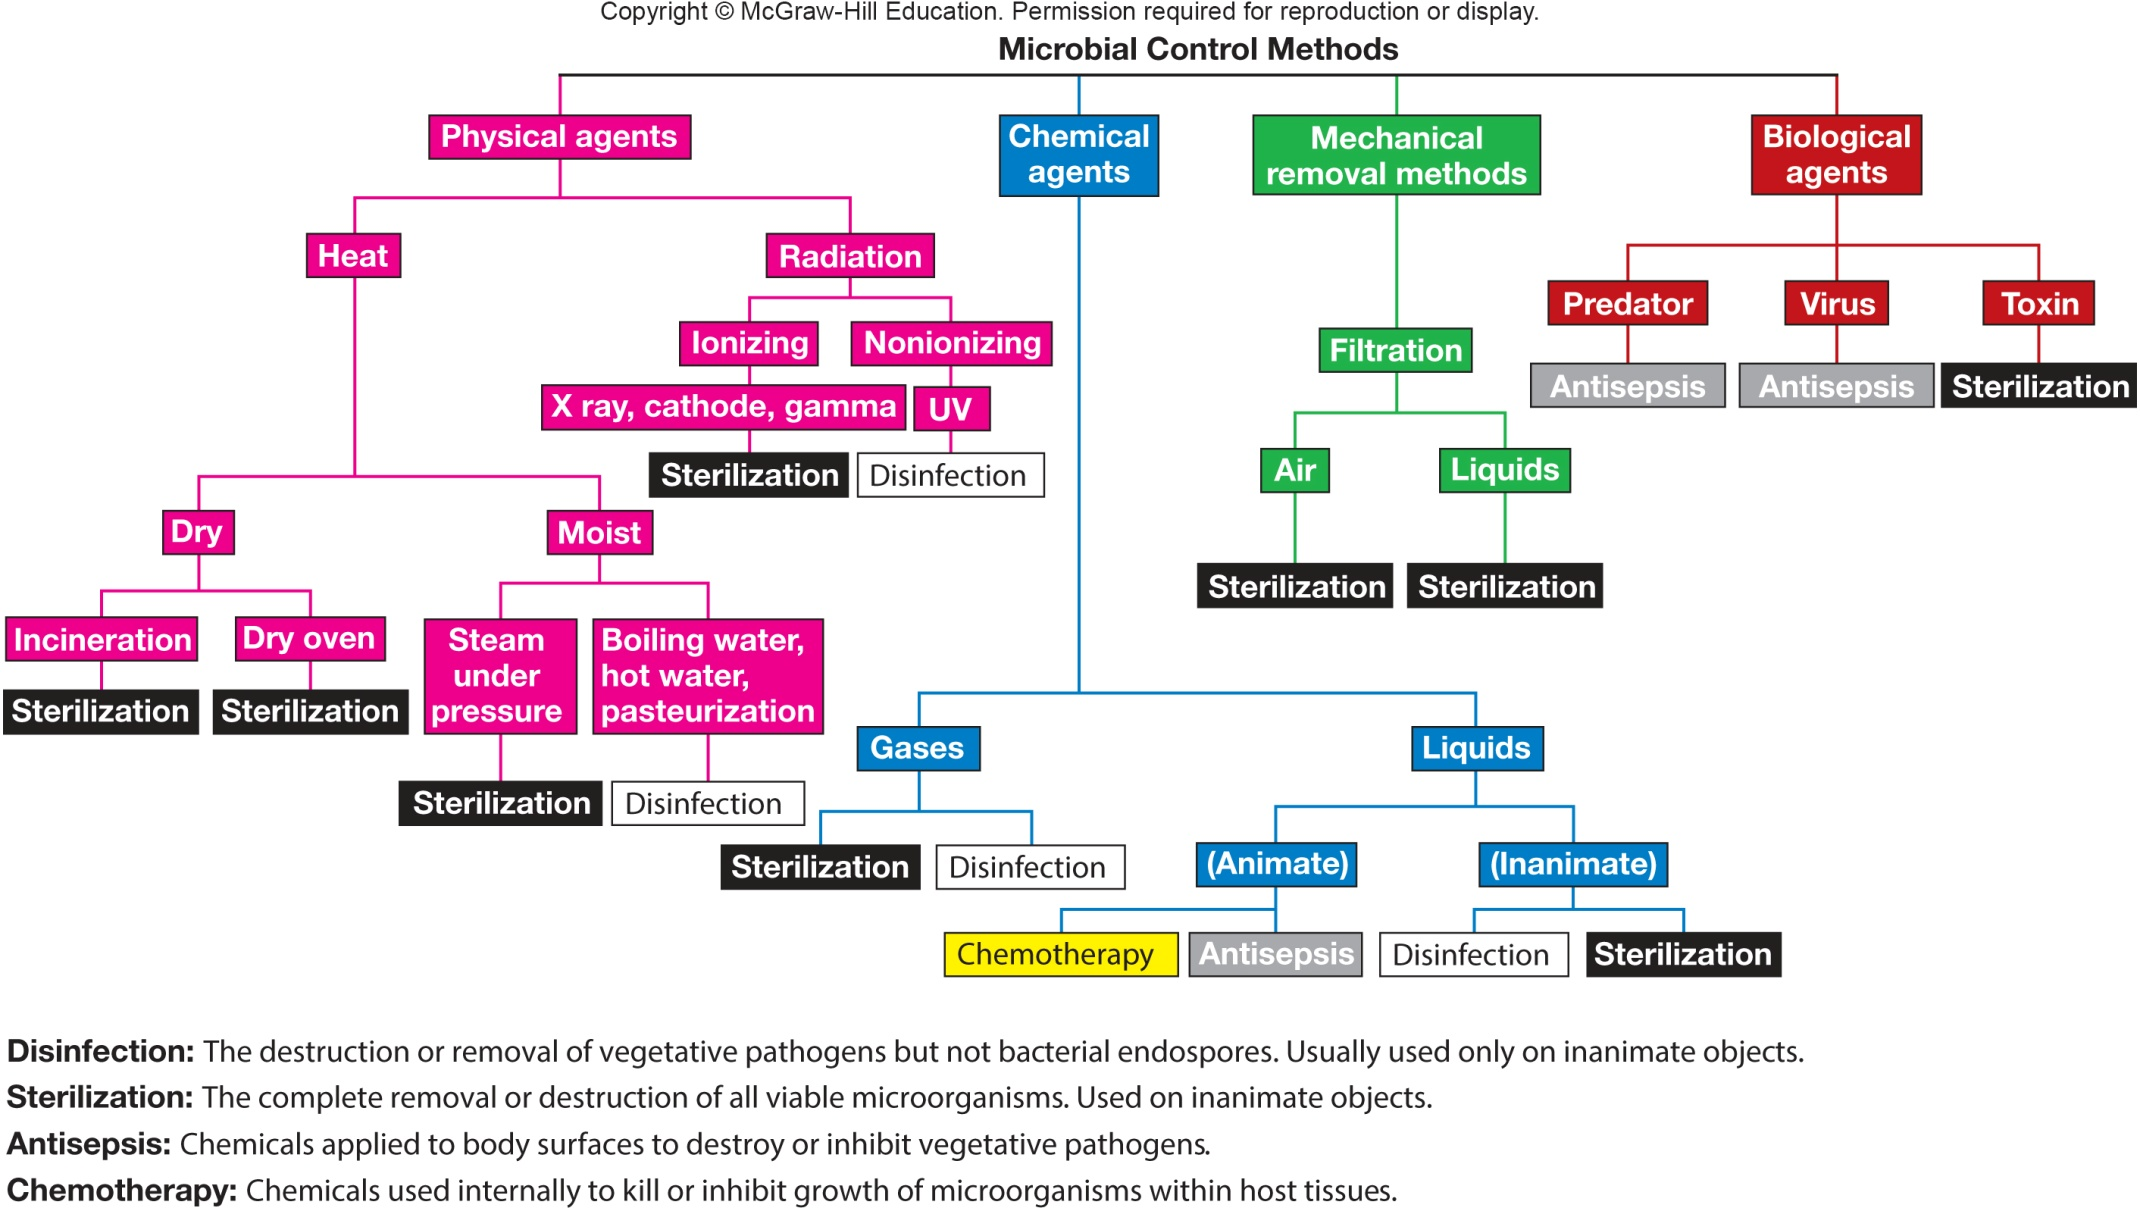 Copyright © McGraw-Hill Education. Permission required for reproduction or display.
Microbial Control Methods
Physical agents
Chemical
agents
Mechanical
removal methods
Biological
agents
Heat
Radiation
Predator
Virus
Toxin
Ionizing
Nonionizing
Filtration
Antisepsis
Antisepsis
Sterilization
X ray, cathode, gamma
UV
Sterilization
Disinfection
Air
Liquids
Dry
Moist
Sterilization
Sterilization
Incineration
Dry oven
Steam
under
pressure
Boiling water,
hot water,
pasteurization
Sterilization
Sterilization
Gases
Liquids
Sterilization
Disinfection
Sterilization
Disinfection
(Animate)
(Inanimate)
Chemotherapy
Antisepsis
Disinfection
Sterilization
Disinfection: The destruction or removal of vegetative pathogens but not bacterial endospores. Usually used only on inanimate objects.
Sterilization: The complete removal or destruction of all viable microorganisms. Used on inanimate objects.
Antisepsis: Chemicals applied to body surfaces to destroy or inhibit vegetative pathogens.
Chemotherapy: Chemicals used internally to kill or inhibit growth of microorganisms within host tissues.